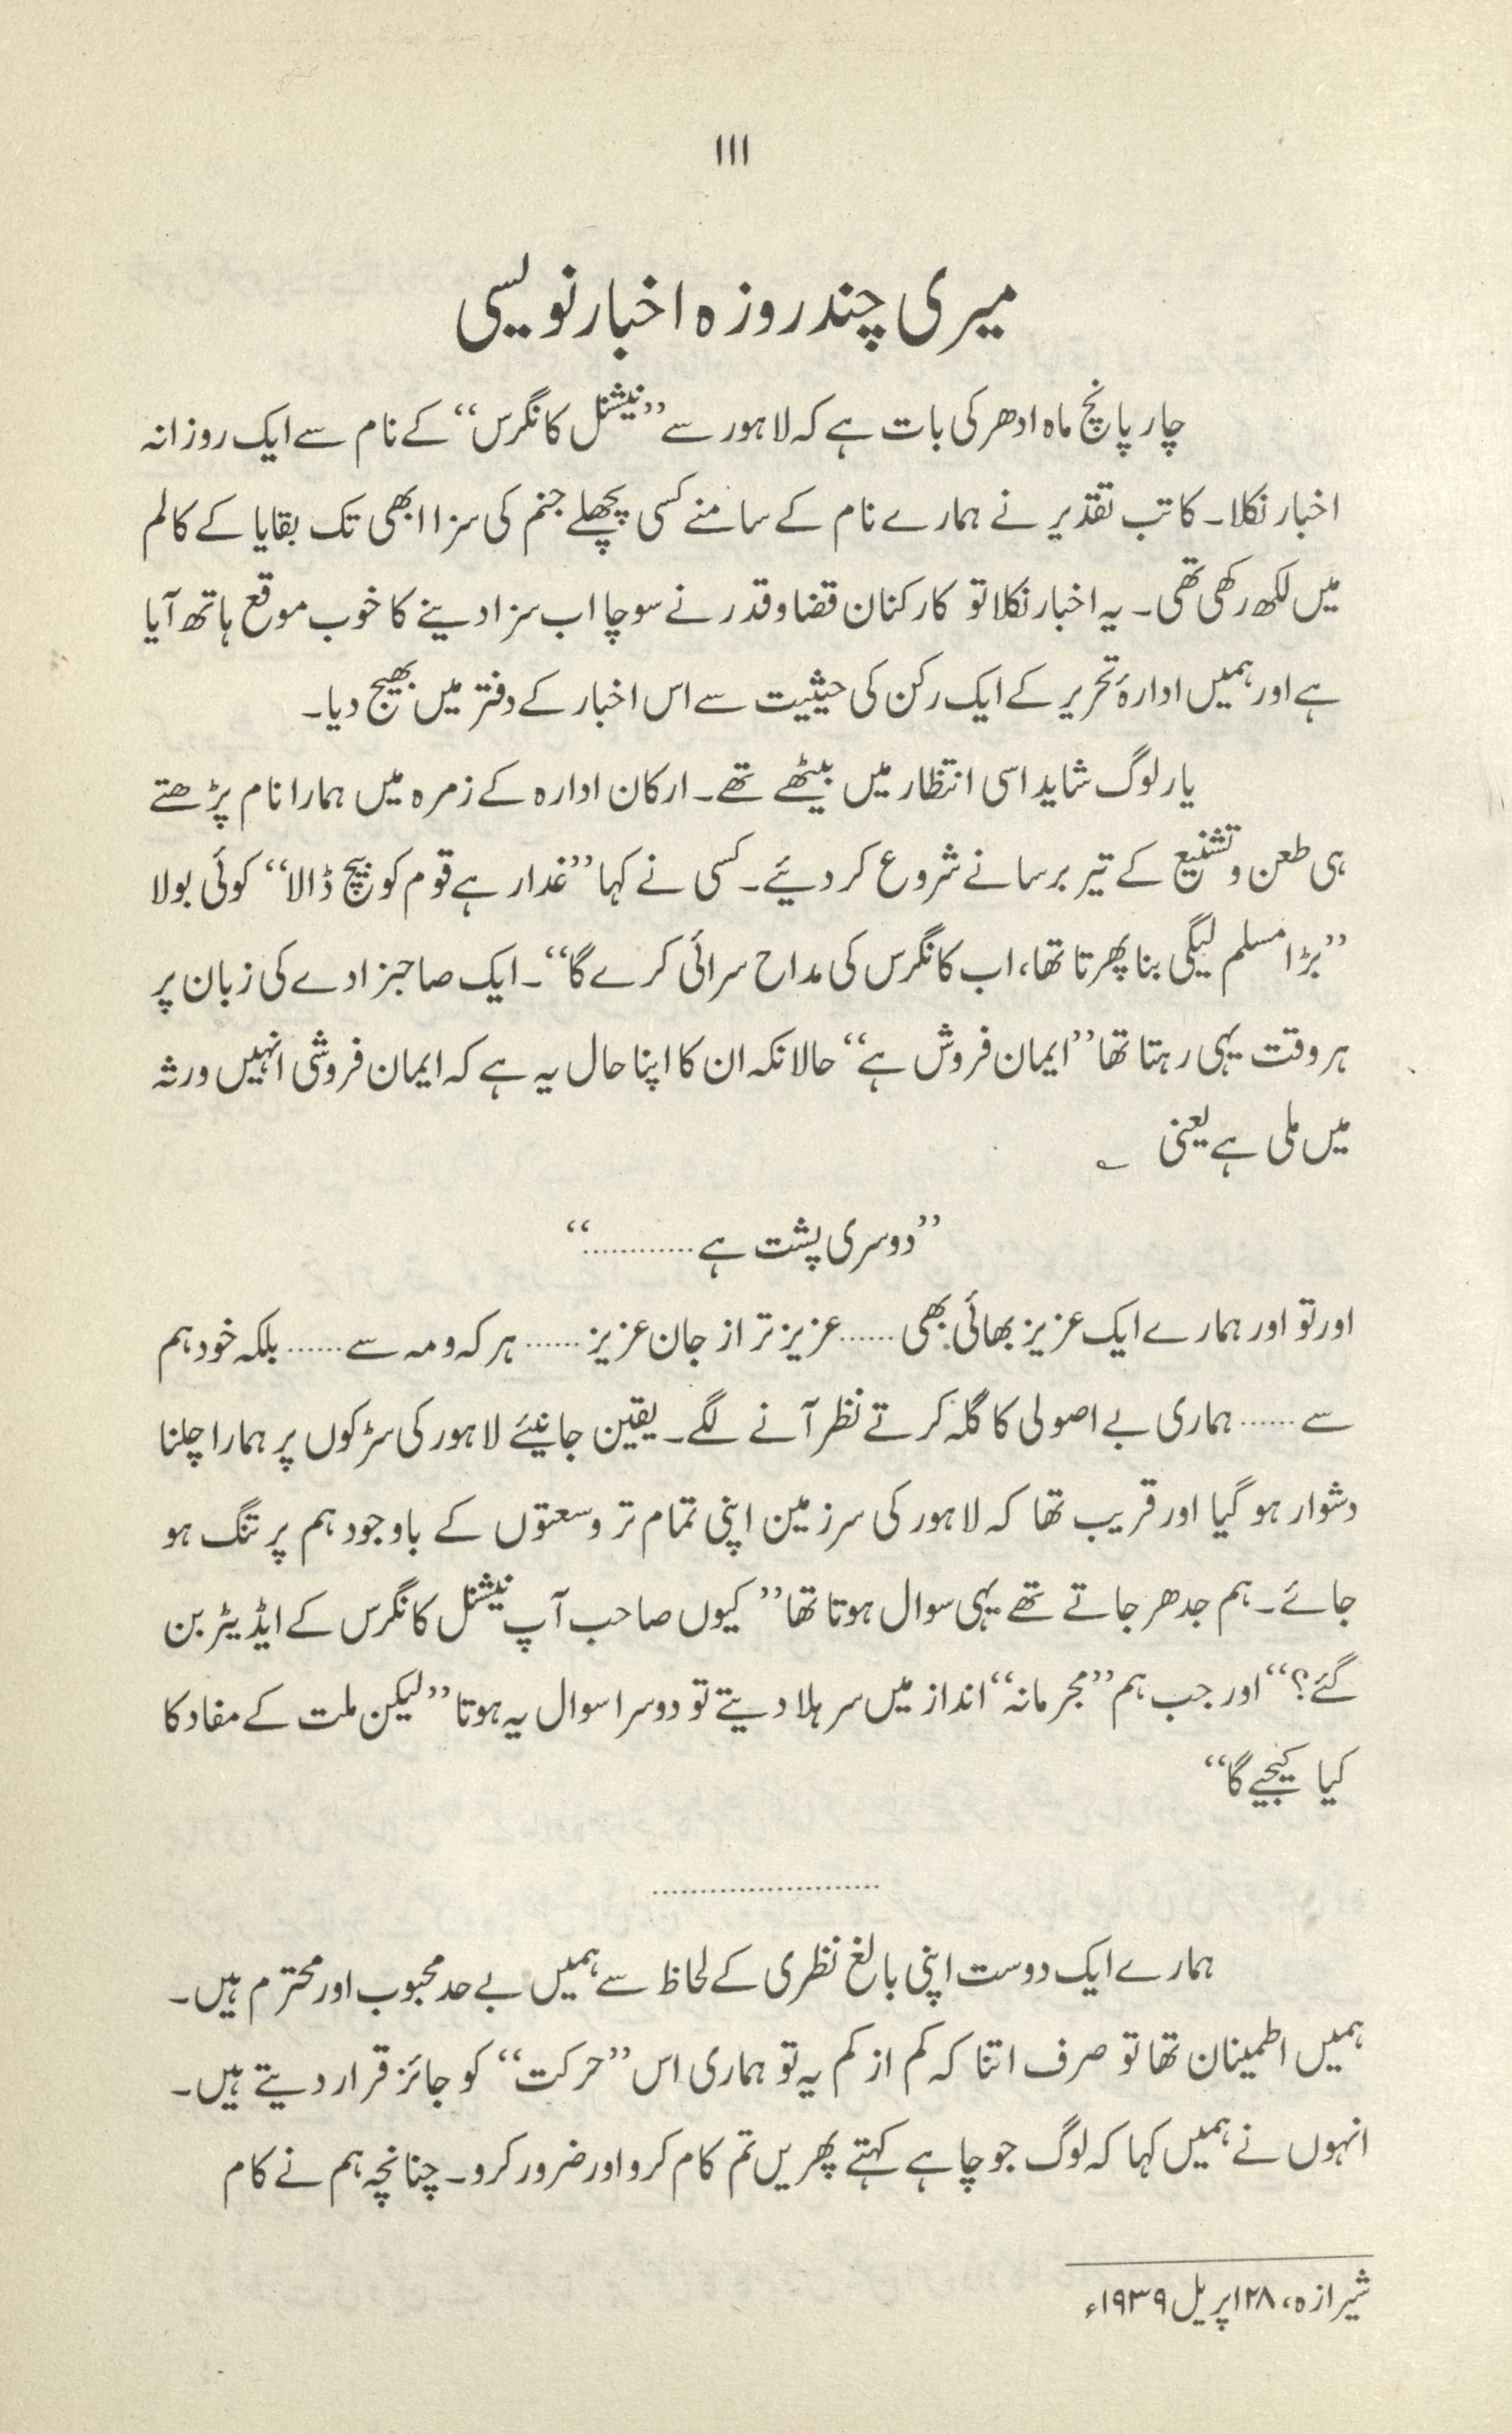 ۱۱۱
میری چند روزہ اخبار نویسی
چار پانچ ماہ ادھر کی بات ہے کہ لاہور سے ”نیشنل کانگرس“ کے نام سے ایک روزانہ
اخبار نکلا۔ کاتب تقدیر نے ہمارے نام کے سامنے کسی پچھلے جنم کی سزا ابھی تک بقایا کے کالم
میں لکھ رکھی تھی۔ یہ اخبار نکلا تو کارکنان قضا و قدر نے سوچا اب سزا دینے کا خوب موقع ہاتھ آیا
ہے اور ہمیں ادارۂ تحریر کے ایک رکن کی حیثیت سے اس اخبار کے دفتر میں بھیج دیا۔
یار لوگ شاید اسی انتظار میں بیٹھے تھے۔ ارکان ادارہ کے زمرہ میں ہمارا نام پڑھتے
ہی طعن و تشنیع کے تیر برسانے شروع کر دیئے۔ کسی نے کہا ”غدار ہے قوم کو بیچ ڈالا“ کوئی بولا
”بڑا مسلم لیگی بنا پھرتا تھا، اب کانگرس کی مداح سرائی کرے گا“۔ ایک صاحبزادے کی زبان پر
ہر وقت یہی رہتا تھا ”ایمان فروش ہے“ حالانکہ ان کا اپنا حال یہ ہے کہ ایمان فروشی انہیں ورثہ
میں ملی ہے یعنی ؎
”دوسری پشت ہے ............“
اور تو اور ہمارے ایک عزیز بھائی بھی ...... عزیز تر از جان عزیز ...... ہر کہ و مہ سے ...... بلکہ خود ہم
سے ...... ہماری بے اصولی کا گلہ کرتے نظر آنے لگے۔ یقین جانیئے لاہور کی سڑکوں پر ہمارا چلنا
دشوار ہو گیا اور قریب تھا کہ لاہور کی سرزمین اپنی تمام تر وسعتوں کے باوجود ہم پر تنگ ہو
جائے۔ ہم جدھر جاتے تھے یہی سوال ہوتا تھا ”کیوں صاحب آپ نیشنل کانگرس کے ایڈیٹر بن
گئے؟“ اور جب ہم ”مجرمانہ“ انداز میں سر ہلا دیتے تو دوسرا سوال یہ ہوتا ”لیکن ملت کے مفاد کا
کیا کیجیے گا“
........................
ہمارے ایک دوست اپنی بالغ نظری کے لحاظ سے ہمیں بے حد محبوب اور محترم ہیں۔
ہمیں اطمینان تھا تو صرف اتنا کہ کم از کم یہ تو ہماری اس ”حرکت“ کو جائز قرار دیتے ہیں۔
انہوں نے ہمیں کہا کہ لوگ جو چاہے کہتے پھریں تم کام کرو اور ضرور کرو۔ چنانچہ ہم نے کام
شیرازہ، ۲۸ اپریل ۱۹۳۹ء